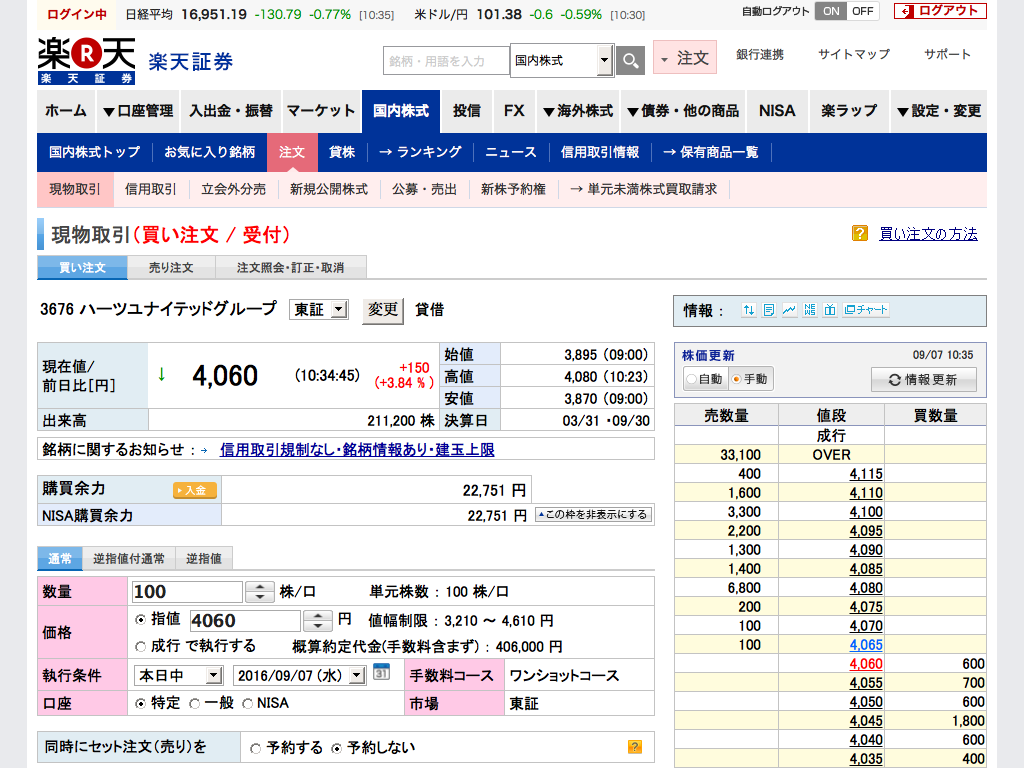 ログイン中 日経平均 16,951.19 -130.79 -0.77% [10:35] 米ドル/円 101.38 -0.6 -0.59% [10:30] 自動ログアウト ON OFF ログアウト
楽R天
楽天証券
楽天証券 銘柄・用語を入力 国内株式 注文 銀行連携 サイトマップ サポート
ホーム ▼口座管理 入出金・振替 マーケット 国内株式 投信 FX ▼海外株式 ▼債券・他の商品 NISA 楽ラップ ▼設定・変更
国内株式トップ お気に入り銘柄 注文 貸株 → ランキング ニュース 信用取引情報 → 保有商品一覧
現物取引 信用取引 立会外分売 新規公開株式 公募・売出 新株予約権 → 単元未満株式買取請求
現物取引(買い注文 / 受付) ? 買い注文の方法
買い注文 売り注文 注文照会・訂正・取消
3676 ハーツユナイテッドグループ 東証 変更 貸借
情報： チャート
現在値/前日比[円] ↓ 4,060 (10:34:45) +150 (+3.84 % )
始値 3,895 (09:00)
高値 4,080 (10:23)
安値 3,870 (09:00)
出来高 211,200 株 決算日 03/31 ・09/30
銘柄に関するお知らせ ：→ 信用取引規制なし・銘柄情報あり・建玉上限
購買余力 入金 22,751 円
NISA購買余力 22,751 円 ▲この枠を非表示にする
通常 逆指値付通常 逆指値
数量 100 株/口 単元株数：100 株/口
価格 指値 4060 円 値幅制限：3,210 ～ 4,610 円
成行 で執行する 概算約定代金(手数料含まず)：406,000 円
執行条件 本日中 2016/09/07 (水) 31 手数料コース ワンショットコース
口座 特定 一般 NISA 市場 東証
同時にセット注文(売り)を 予約する 予約しない ?
株価更新 09/07 10:35
自動 手動 情報更新
売数量 値段 買数量
成行
33,100 OVER
400 4,115
1,600 4,110
3,300 4,100
2,200 4,095
1,300 4,090
1,400 4,085
6,800 4,080
200 4,075
100 4,070
100 4,065
4,060 600
4,055 700
4,050 600
4,045 1,800
4,040 600
4,035 400